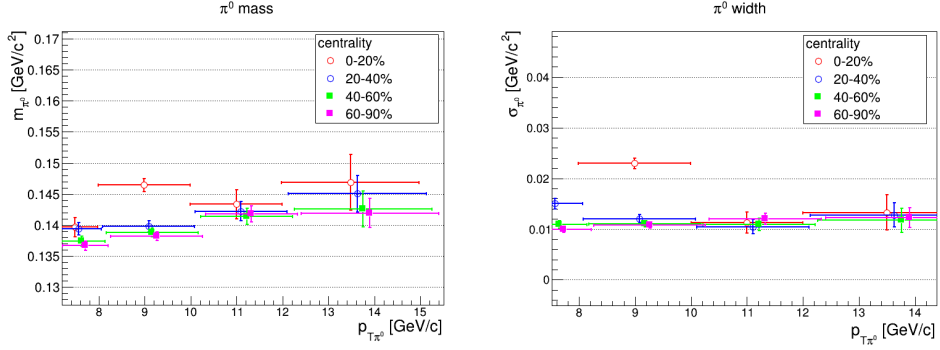 π⁰ mass
m_π⁰ [GeV/c²]
0.17
0.165
0.16
0.155
0.15
0.145
0.14
0.135
0.13
centrality
0-20%
20-40%
40-60%
60-90%
8 9 10 11 12 13 14 15
p_Tπ⁰ [GeV/c]
π⁰ width
σ_π⁰ [GeV/c²]
0.04
0.03
0.02
0.01
0
centrality
0-20%
20-40%
40-60%
60-90%
8 9 10 11 12 13 14
p_Tπ⁰ [GeV/c]